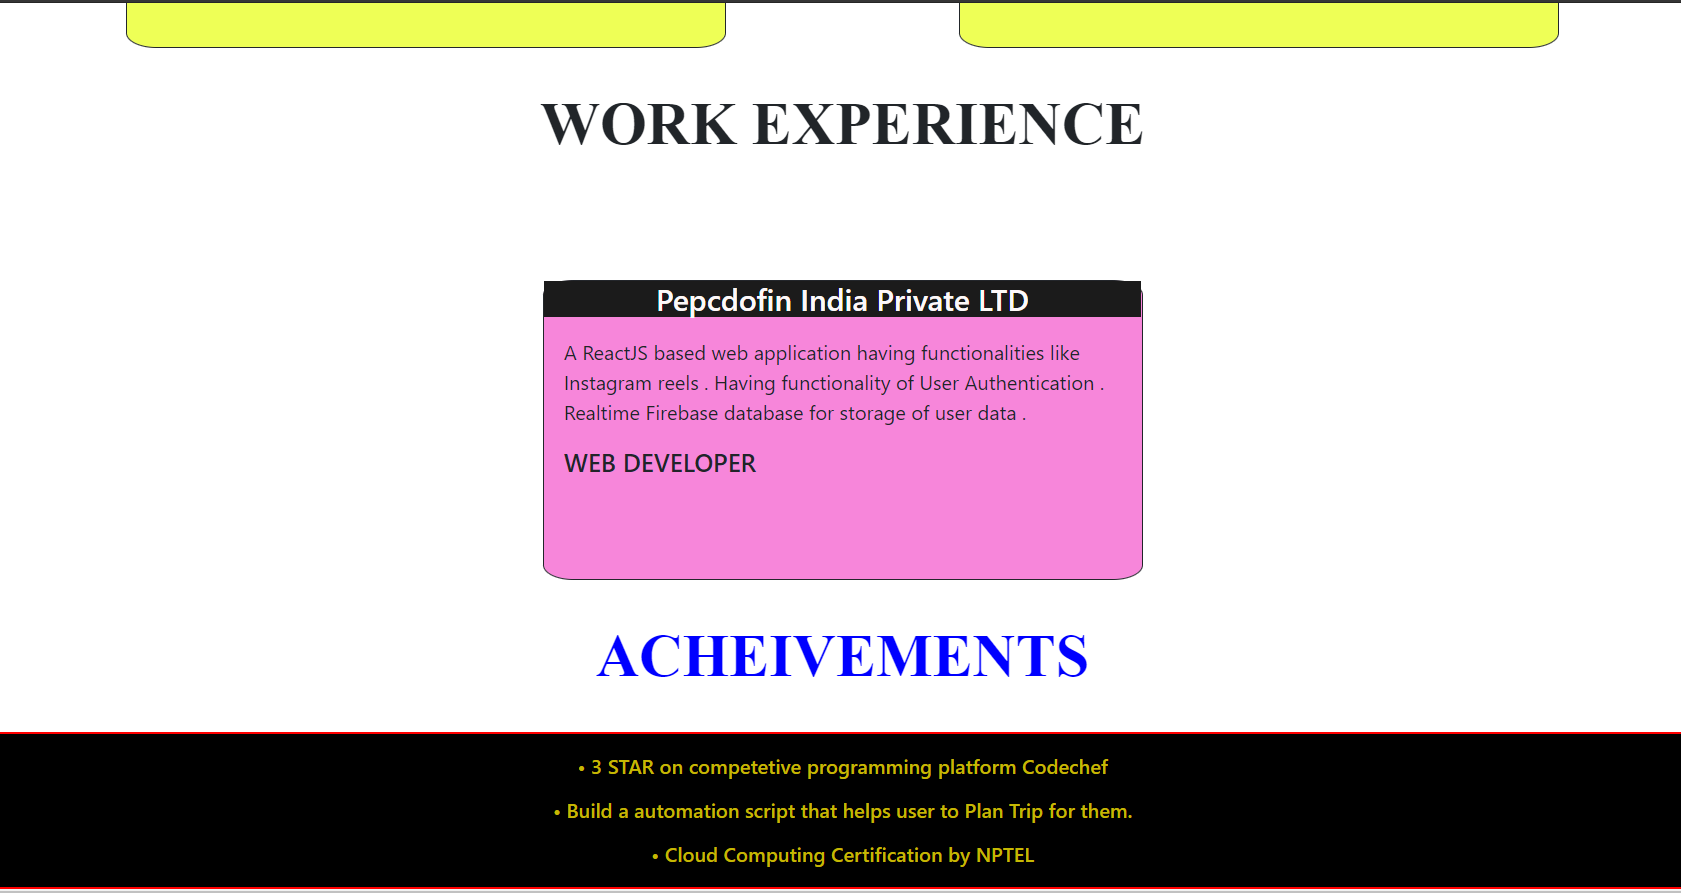 WORK EXPERIENCE
Pepcdofin India Private LTD
A ReactJS based web application having functionalities like
Instagram reels . Having functionality of User Authentication .
Realtime Firebase database for storage of user data .
WEB DEVELOPER
ACHEIVEMENTS
• 3 STAR on competetive programming platform Codechef
• Build a automation script that helps user to Plan Trip for them.
• Cloud Computing Certification by NPTEL